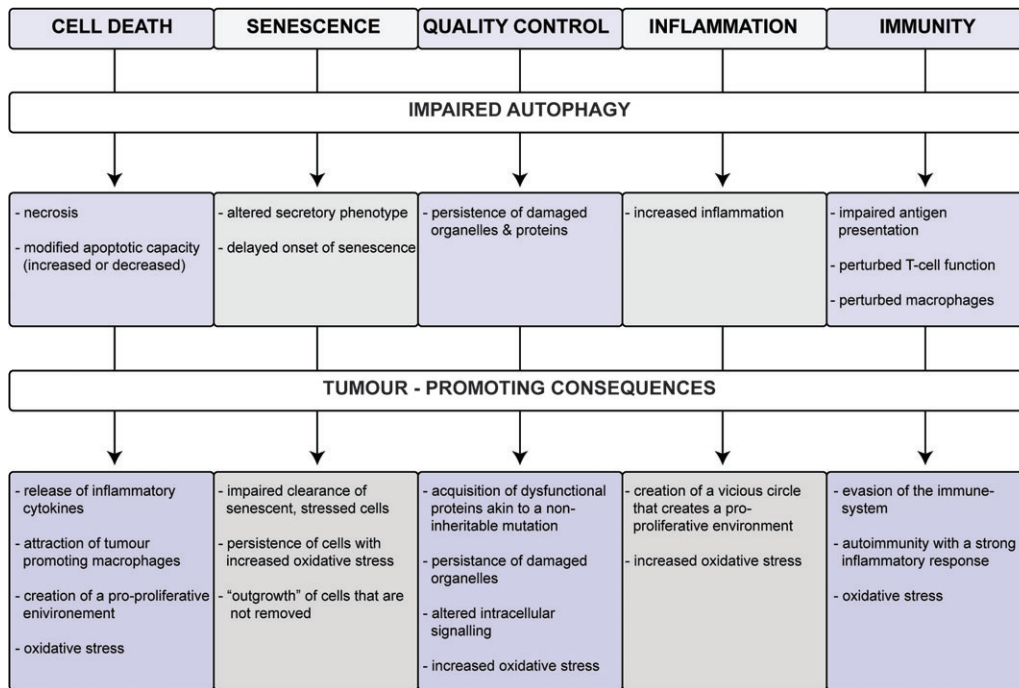 CELL DEATH
SENESCENCE
QUALITY CONTROL
INFLAMMATION
IMMUNITY
IMPAIRED AUTOPHAGY
- necrosis
- modified apoptotic capacity
(increased or decreased)
- altered secretory phenotype
- delayed onset of senescence
- persistence of damaged
organelles & proteins
- increased inflammation
- impaired antigen
presentation
- perturbed T-cell function
- perturbed macrophages
TUMOUR - PROMOTING CONSEQUENCES
- release of inflammatory
cytokines
- attraction of tumour
promoting macrophages
- creation of a pro-proliferative
enivironement
- oxidative stress
- impaired clearance of
senescent, stressed cells
- persistence of cells with
increased oxidative stress
- “outgrowth” of cells that are
not removed
- acquisition of dysfunctional
proteins akin to a non-
inheritable mutation
- persistance of damaged
organelles
- altered intracellular
signalling
- increased oxidative stress
- creation of a vicious circle
that creates a pro-
proliferative environment
- increased oxidative stress
- evasion of the immune-
system
- autoimmunity with a strong
inflammatory response
- oxidative stress